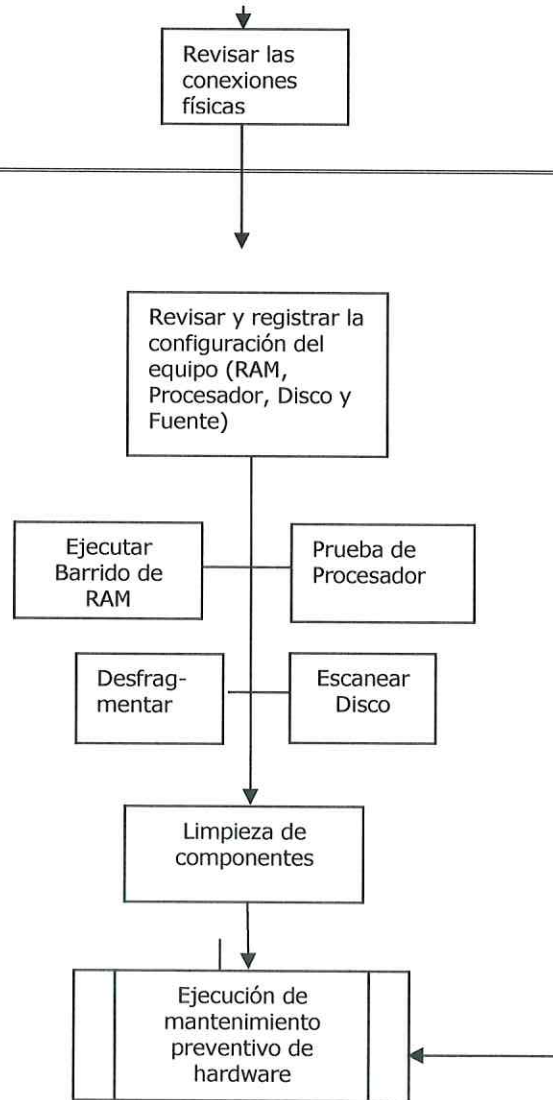 Revisar las
conexiones
físicas
Revisar y registrar la
configuración del
equipo (RAM,
Procesador, Disco y
Fuente)
Ejecutar
Barrido de
RAM
Prueba de
Procesador
Desfrag-
mentar
Escanear
Disco
Limpieza de
componentes
Ejecución de
mantenimiento
preventivo de
hardware